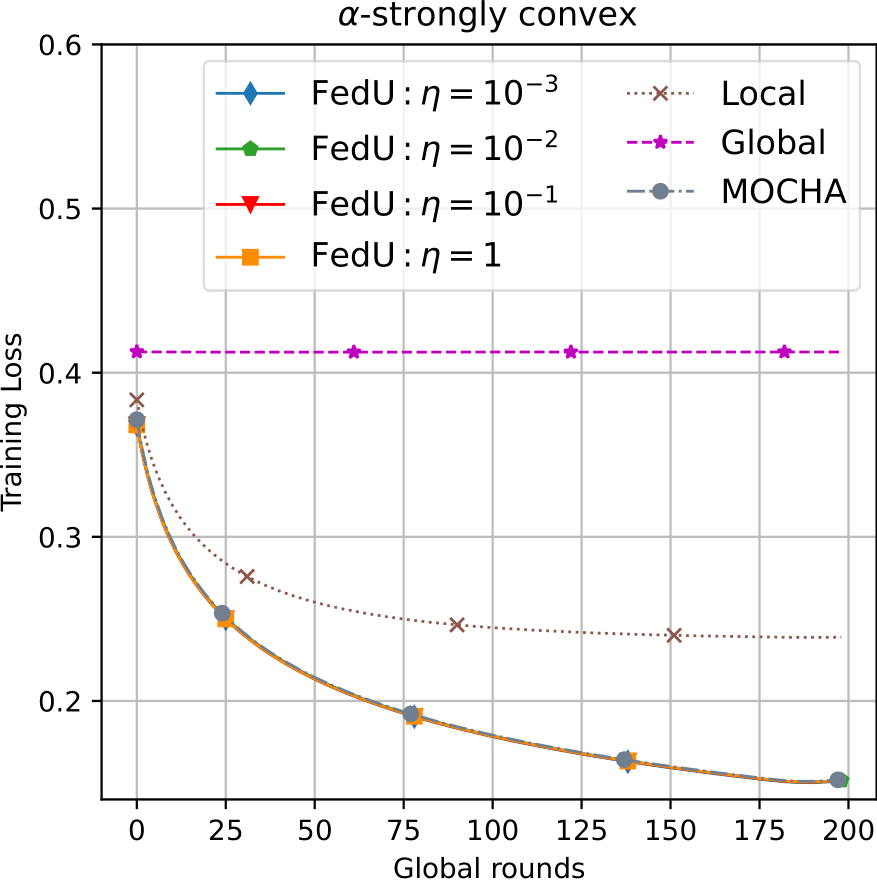 α-strongly convex
0.6
0.5
0.4
0.3
0.2
Training Loss
FedU : η = 10⁻³
FedU : η = 10⁻²
FedU : η = 10⁻¹
FedU : η = 1
Local
Global
MOCHA
0 25 50 75 100 125 150 175 200
Global rounds